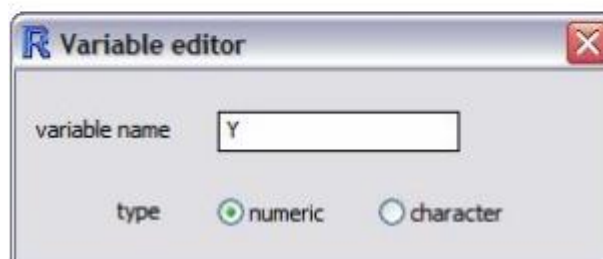 R Variable editor
variable name Y
type numeric character